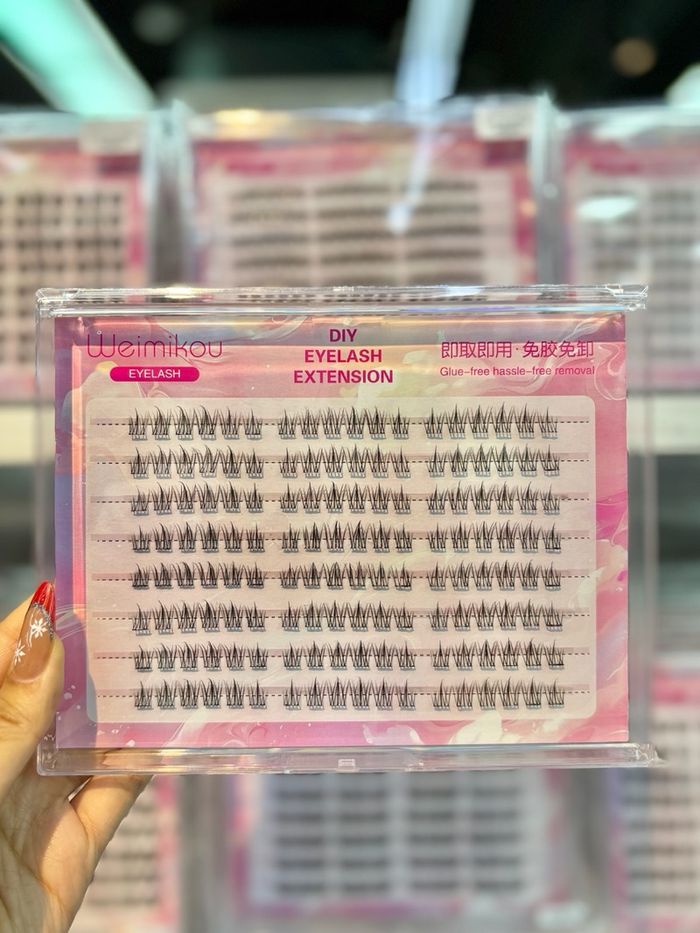 Weimikou
EYELASH
DIY
EYELASH
EXTENSION
即取即用·免胶免卸
Glue-free hassle-free removal